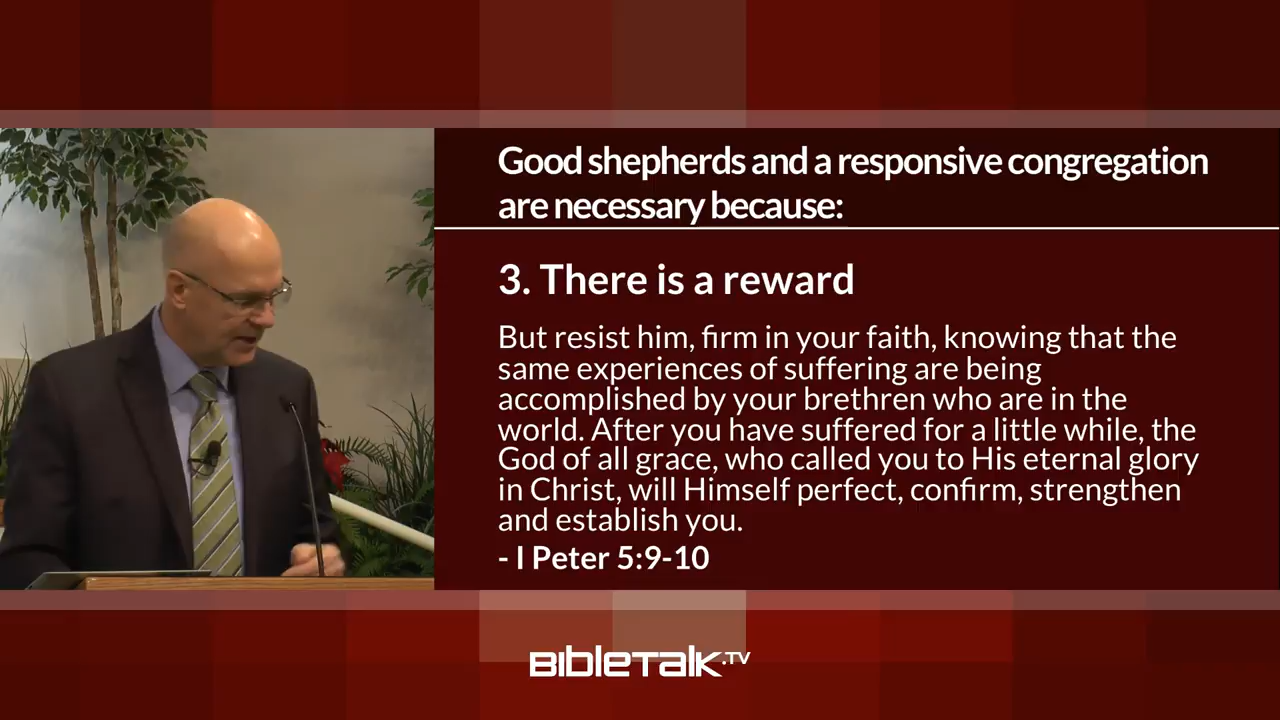 Good shepherds and a responsive congregation
are necessary because:
3. There is a reward
But resist him, firm in your faith, knowing that the
same experiences of suffering are being
accomplished by your brethren who are in the
world. After you have suffered for a little while, the
God of all grace, who called you to His eternal glory
in Christ, will Himself perfect, confirm, strengthen
and establish you.
- I Peter 5:9-10
BIBLETALK.TV